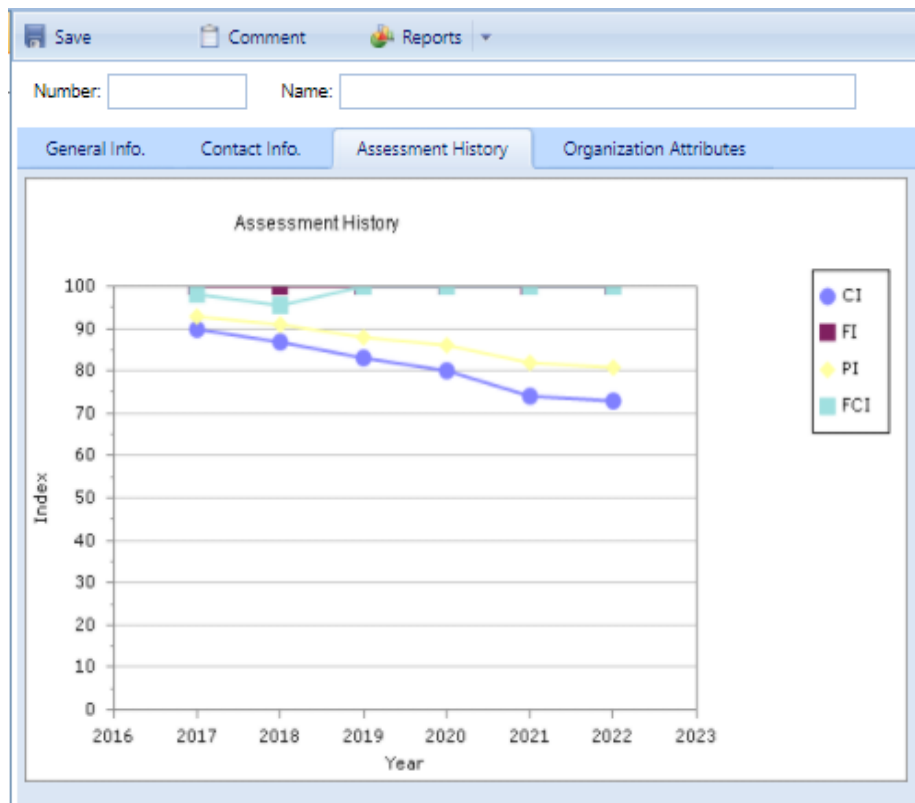 Save Comment Reports
Number: Name:
General Info. Contact Info. Assessment History Organization Attributes
Assessment History
100
90
80
70
60
50
40
30
20
10
0
Index
2016 2017 2018 2019 2020 2021 2022 2023
Year
CI
FI
PI
FCI